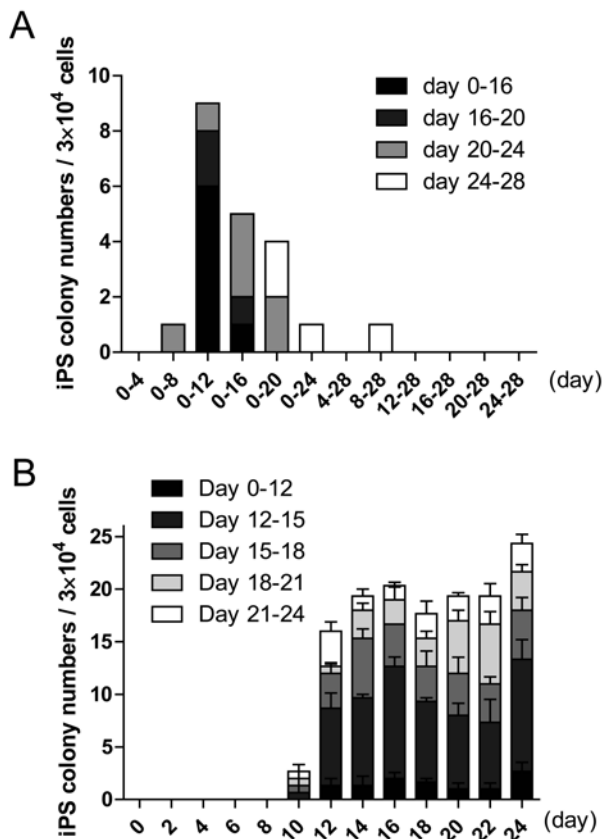 A
iPS colony numbers / 3×10⁴ cells
10
8
6
4
2
0
day 0-16
day 16-20
day 20-24
day 24-28
0-4 0-8 0-12 0-16 0-20 0-24 4-28 8-28 12-28 16-28 20-28 24-28 (day)
B
iPS colony numbers / 3×10⁴ cells
25
20
15
10
5
0
Day 0-12
Day 12-15
Day 15-18
Day 18-21
Day 21-24
0 2 4 6 8 10 12 14 16 18 20 22 24 (day)